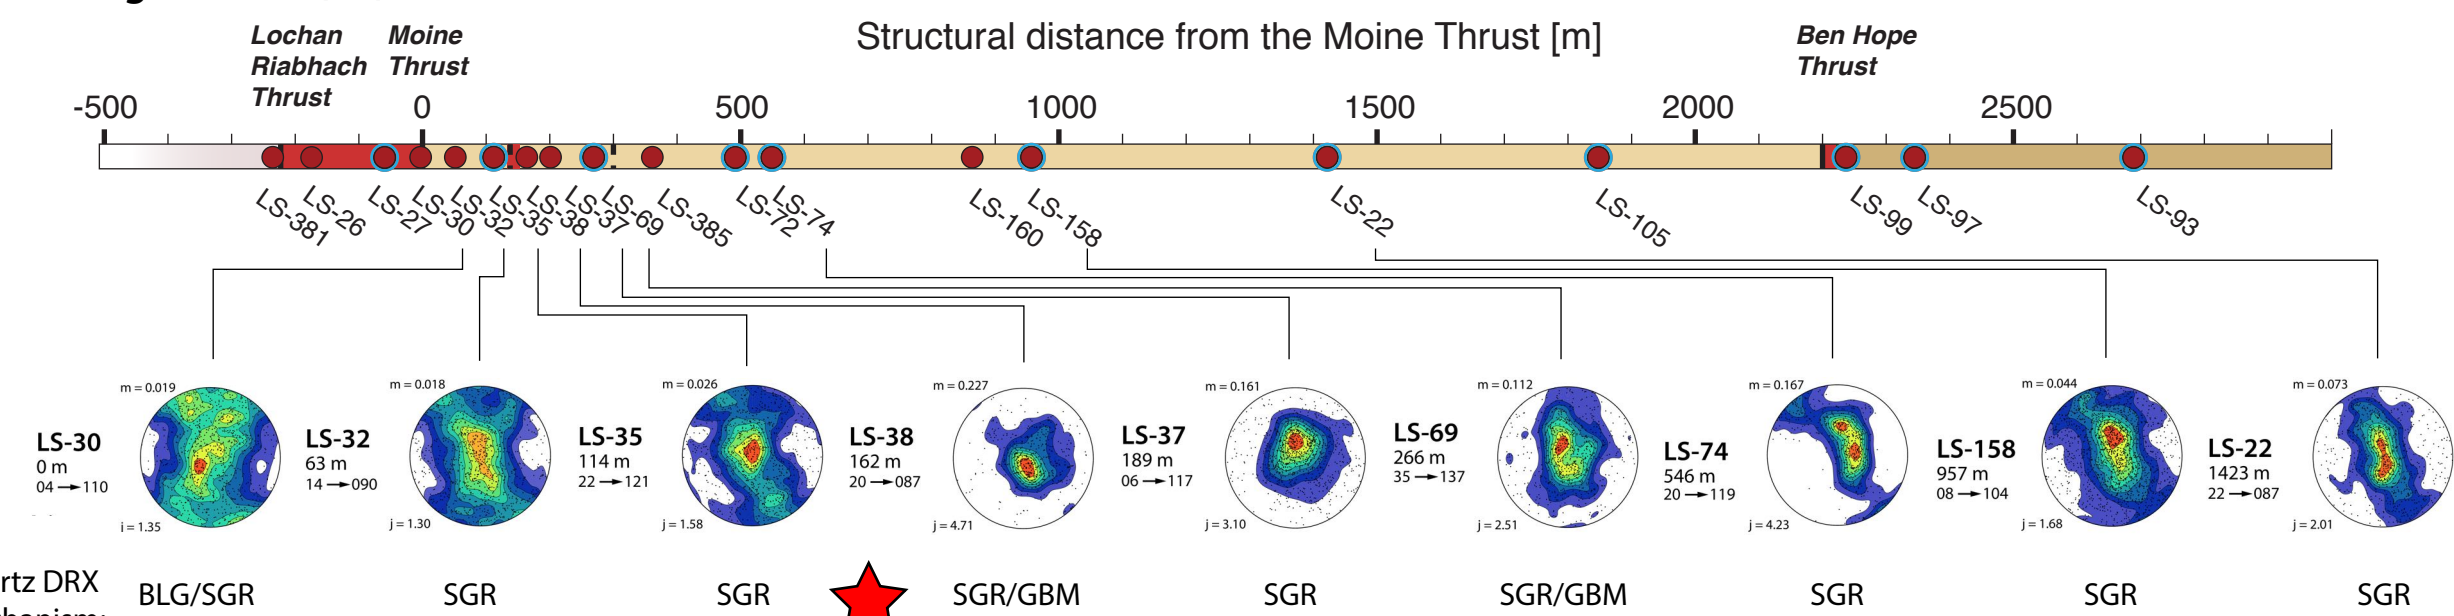 Structural distance from the Moine Thrust [m]
Lochan
Riabhach
Thrust
Moine
Thrust
Ben Hope
Thrust
-500 0 500 1000 1500 2000 2500
LS-381 LS-26 LS-27 LS-30 LS-32 LS-35 LS-38 LS-37 LS-69 LS-385 LS-72 LS-74 LS-160 LS-158 LS-22 LS-105 LS-99 LS-97 LS-93
m = 0.019
LS-30
0 m
04 → 110
j = 1.35
m = 0.018
LS-32
63 m
14 → 090
j = 1.30
m = 0.026
LS-35
114 m
22 → 121
j = 1.58
m = 0.227
LS-38
162 m
20 → 087
j = 4.71
m = 0.161
LS-37
189 m
06 → 117
j = 3.10
m = 0.112
LS-69
266 m
35 → 137
j = 2.51
m = 0.167
LS-74
546 m
20 → 119
j = 4.23
m = 0.044
LS-158
957 m
08 → 104
j = 1.68
m = 0.073
LS-22
1423 m
22 → 087
j = 2.01
rtz DRX
BLG/SGR SGR SGR SGR/GBM SGR SGR/GBM SGR SGR SGR